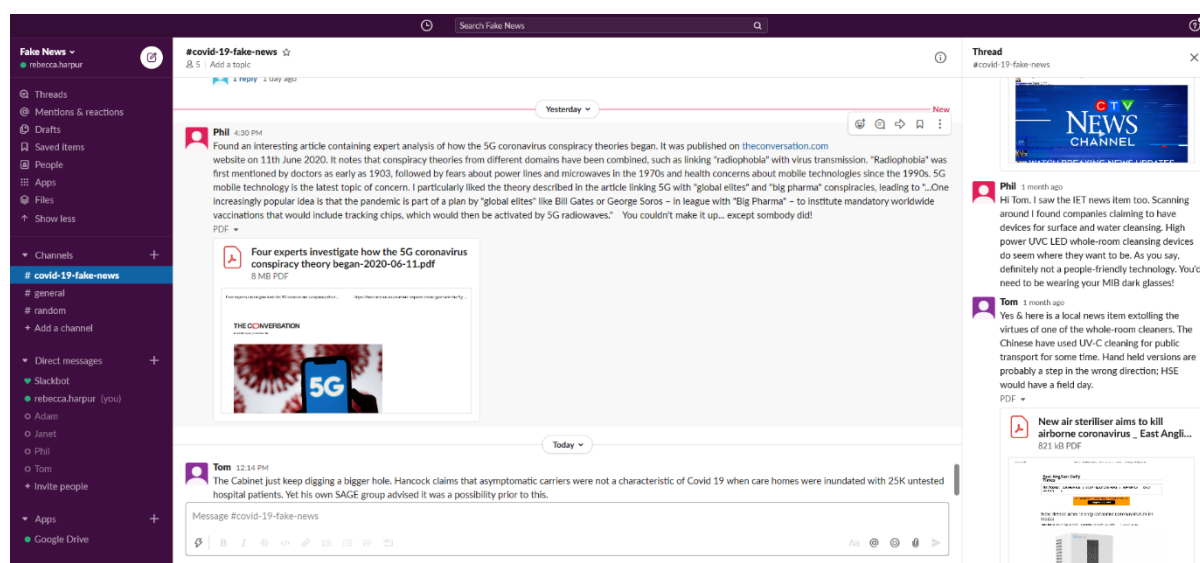 Search Fake News
Fake News
rebecca.harpur
Threads
Mentions & reactions
Drafts
Saved items
People
Apps
Files
Show less
Channels
# covid-19-fake-news
# general
# random
+ Add a channel
Direct messages
Slackbot
rebecca.harpur (you)
Adam
Janet
Phil
Tom
+ Invite people
Apps
Google Drive
#covid-19-fake-news
5 | Add a topic
1 reply 1 day ago
Yesterday
New
Phil 4:30 PM
Found an interesting article containing expert analysis of how the 5G coronavirus conspiracy theories began. It was published on theconversation.com
website on 11th June 2020. It notes that conspiracy theories from different domains have been combined, such as linking "radiophobia" with virus transmission. "Radiophobia" was
first mentioned by doctors as early as 1903, followed by fears about power lines and microwaves in the 1970s and health concerns about mobile technologies since the 1990s. 5G
mobile technology is the latest topic of concern. I particularly liked the theory described in the article linking 5G with "global elites" and "big pharma" conspiracies, leading to "...One
increasingly popular idea is that the pandemic is part of a plan by "global elites" like Bill Gates or George Soros – in league with "Big Pharma" – to institute mandatory worldwide
vaccinations that would include tracking chips, which would then be activated by 5G radiowaves." You couldn't make it up... except sombody did!
PDF
Four experts investigate how the 5G coronavirus
conspiracy theory began-2020-06-11.pdf
8 MB PDF
THE CONVERSATION
5G
Today
Tom 12:14 PM
The Cabinet just keep digging a bigger hole. Hancock claims that asymptomatic carriers were not a characteristic of Covid 19 when care homes were inundated with 25K untested
hospital patients. Yet his own SAGE group advised it was a possibility prior to this.
Message #covid-19-fake-news
Thread
#covid-19-fake-news
CTV
NEWS
CHANNEL
WATCH BREAKING NEWS UPDATES
Phil 1 month ago
Hi Tom. I saw the IET news item too. Scanning
around I found companies claiming to have
devices for surface and water cleansing. High
power UVC LED whole-room cleansing devices
do seem where they want to be. As you say,
definitely not a people-friendly technology. You'd
need to be wearing your MIB dark glasses!
Tom 1 month ago
Yes & here is a local news item extolling the
virtues of one of the whole-room cleaners. The
Chinese have used UV-C cleaning for public
transport for some time. Hand held versions are
probably a step in the wrong direction; HSE
would have a field day.
PDF
New air steriliser aims to kill
airborne coronavirus _ East Angli...
821 kB PDF
East Anglian Daily
Times